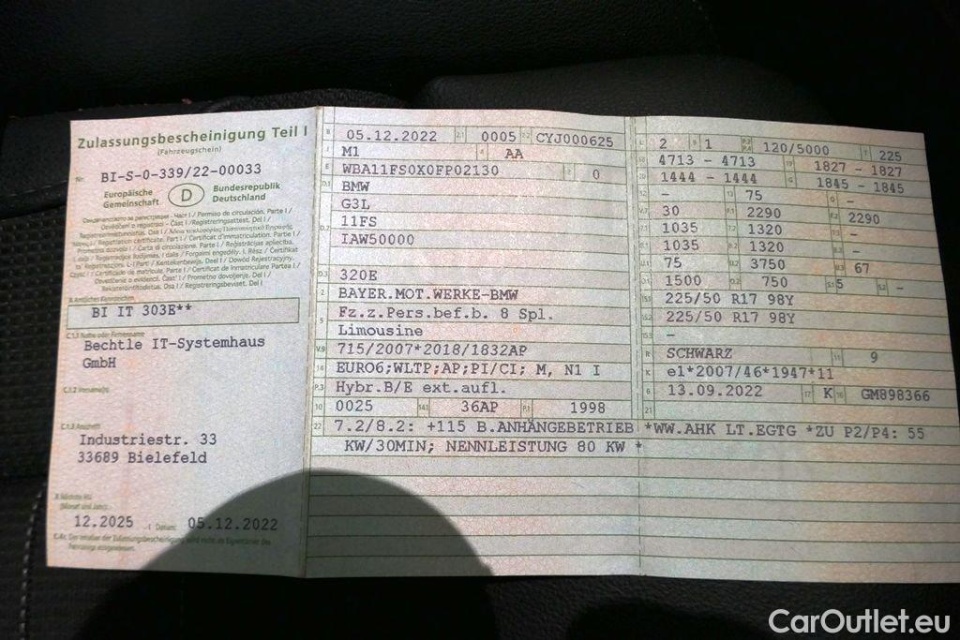 Zulassungsbescheinigung Teil I
(Fahrzeugschein)
Nr. BI-S-0-339/22-00033
Europäische Gemeinschaft
D
Bundesrepublik Deutschland
BI IT 303E**
Bechtle IT-Systemhaus
GmbH
Industriestr. 33
33689 Bielefeld
12.2025
05.12.2022
05.12.2022 0005 CYJ000625
M1 AA
WBA11FS0X0FP02130 0
BMW
G3L
11FS
IAW50000
320E
BAYER.MOT.WERKE-BMW
Fz.z.Pers.bef.b. 8 Spl.
Limousine
715/2007*2018/1832AP
EURO6;WLTP;AP;PI/CI; M, N1 I
Hybr.B/E ext.aufl.
0025 36AP 1998
7.2/8.2: +115 B.ANHÄNGEBETRIEB *WW.AHK LT.EGTG *ZU P2/P4: 55
KW/30MIN; NENNLEISTUNG 80 KW *
2 1 120/5000 225
4713 - 4713 1827 - 1827
1444 - 1444 1845 - 1845
- 75 -
30 2290 2290
1035 1320 -
1035 1320 -
75 3750 67
1500 750 5 -
225/50 R17 98Y
225/50 R17 98Y
-
SCHWARZ 9
e1*2007/46*1947*11
13.09.2022 K GM898366
CarOutlet.eu